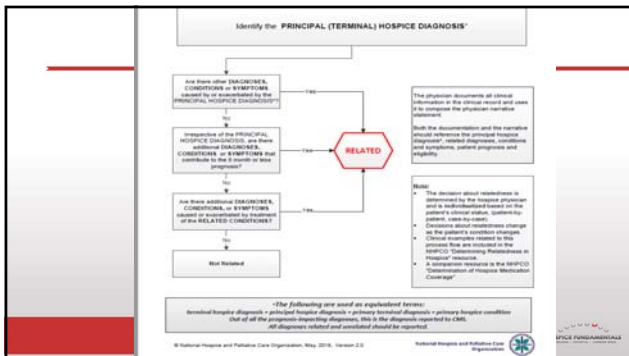 Identify the PRINCIPAL (TERMINAL) HOSPICE DIAGNOSIS*
Are there other DIAGNOSES,
CONDITIONS or SYMPTOMS
caused by or exacerbated by the
PRINCIPAL HOSPICE DIAGNOSIS*?
YES
No
Irrespective of the PRINCIPAL
HOSPICE DIAGNOSIS, are there
additional DIAGNOSES,
CONDITIONS or SYMPTOMS that
contribute to the 6 month or less
prognosis?
YES
No
RELATED
Are there additional DIAGNOSES,
CONDITIONS, or SYMPTOMS
caused or exacerbated by treatment
of the RELATED CONDITIONS?
Yes
No
Not Related
The physician documents all clinical
information in the clinical record and uses
it to compose the physician narrative
statement
Both the documentation and the narrative
should reference the principal hospice
diagnosis*, related diagnoses, conditions
and symptoms, patient prognosis and
eligibility.
Note:
• The decision about relatedness is
determined by the hospice physician
and is individualized based on the
patient's clinical status, (patient-by-
patient, case-by-case)
• Decisions about relatedness change
as the patient's condition changes.
• Clinical examples related to this
process flow are included in the
NHPCO "Determining Relatedness in
Hospice" resource.
• A companion resource is the NHPCO
"Determination of Hospice Medication
Coverage"
•The following are used as equivalent terms:
terminal hospice diagnosis = principal hospice diagnosis = primary terminal diagnosis = primary hospice condition
Out of all the prognosis-impacting diagnoses, this is the diagnosis reported to CMS.
All diagnoses related and unrelated should be reported.
© National Hospice and Palliative Care Organization, May, 2016, Version 2.0
National Hospice and Palliative Care
Organization
SPICE FUNDAMENTALS